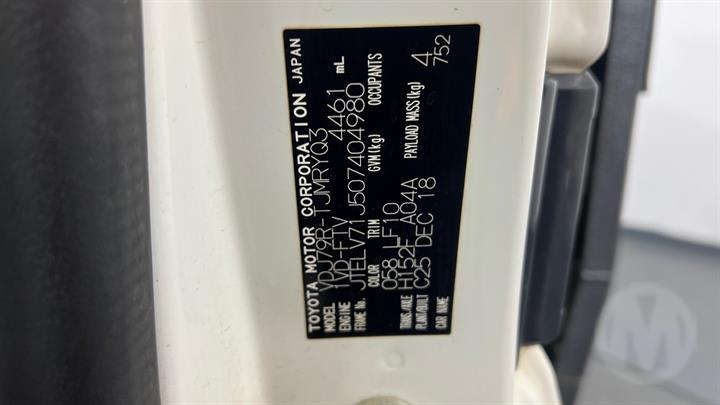 TOYOTA MOTOR CORPORATION JAPAN
MODEL VDJ79R-TJMRYQ3
ENGINE 1VD-FTV 4461 mL
FRAME No. JTELV71J507404980
COLOR TRIM GVM(kg) OCCUPANTS
058 LF10 4
TRANS./AXLE H152F A04A PAYLOAD MASS(kg) 752
PLANT/BUILT C25 DEC 18
CAR NAME
M